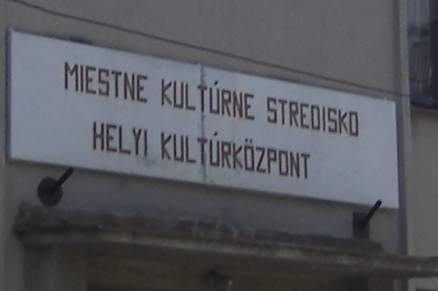 MIESTNE KULTÚRNE STREDISKO
HELYI KULTÚRKÖZPONT